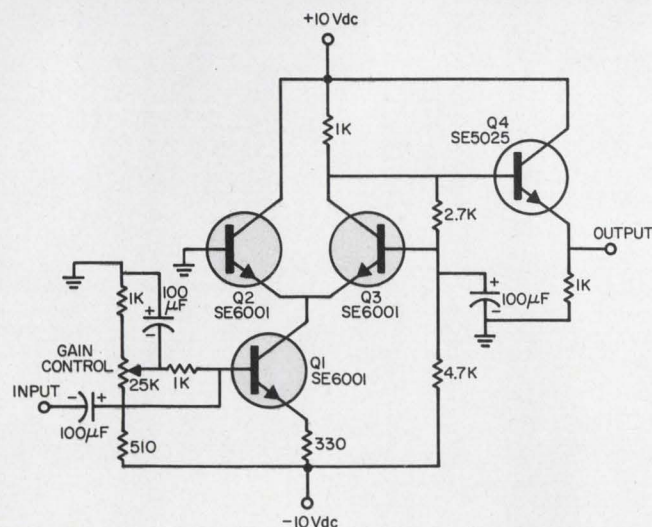 +10 Vdc
1K
Q4
SE5025
2.7K
OUTPUT
1K
100μF
Q2
SE6001
Q3
SE6001
1K
100
μF
GAIN
CONTROL
25K
1K
Q1
SE6001
4.7K
INPUT
100μF
510
330
-10 Vdc